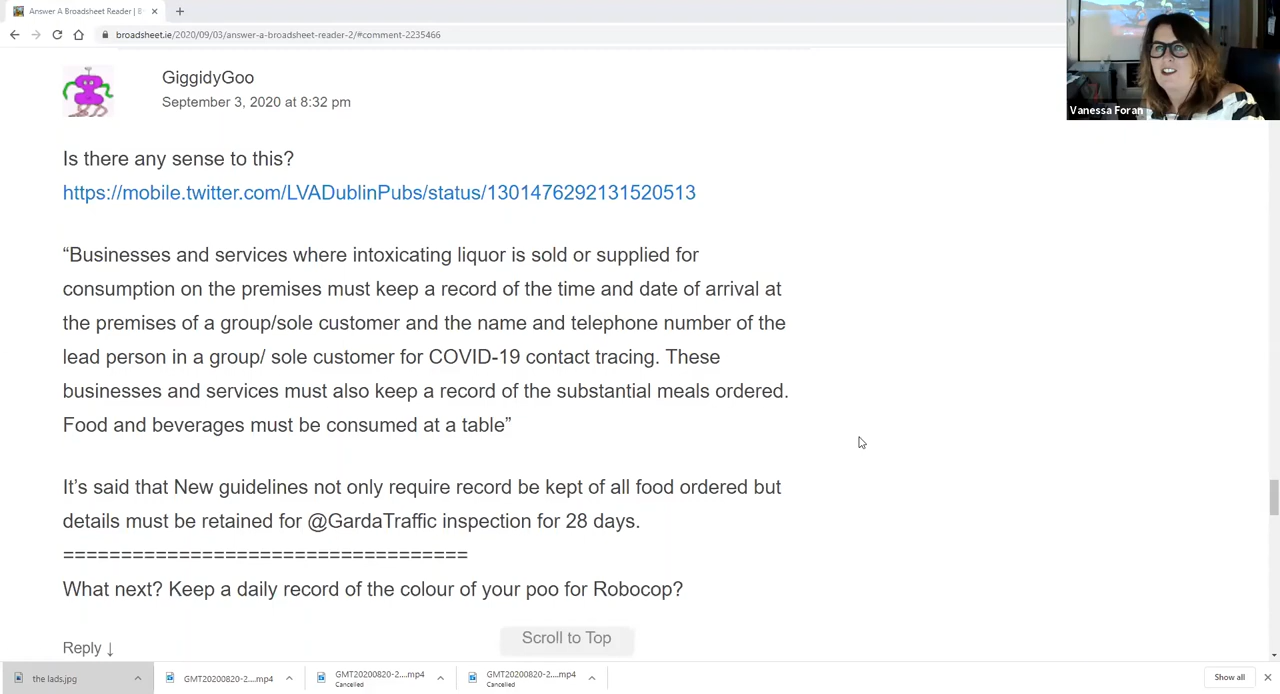 Answer A Broadsheet Reader | B
broadsheet.ie/2020/09/03/answer-a-broadsheet-reader-2/#comment-2235466
Vanessa Foran
GiggidyGoo
September 3, 2020 at 8:32 pm
Is there any sense to this?
https://mobile.twitter.com/LVADublinPubs/status/1301476292131520513
“Businesses and services where intoxicating liquor is sold or supplied for
consumption on the premises must keep a record of the time and date of arrival at
the premises of a group/sole customer and the name and telephone number of the
lead person in a group/ sole customer for COVID-19 contact tracing. These
businesses and services must also keep a record of the substantial meals ordered.
Food and beverages must be consumed at a table”
It’s said that New guidelines not only require record be kept of all food ordered but
details must be retained for @GardaTraffic inspection for 28 days.
===================================
What next? Keep a daily record of the colour of your poo for Robocop?
Scroll to Top
Reply ↓
the lads.jpg
GMT20200820-2....mp4
GMT20200820-2....mp4
Cancelled
GMT20200820-2....mp4
Cancelled
Show all